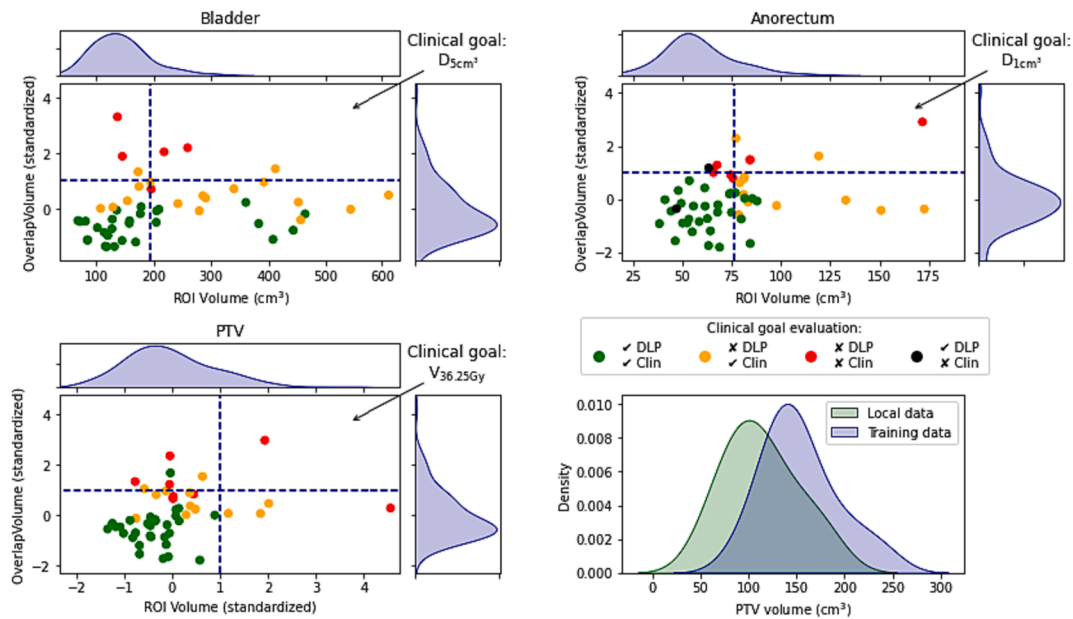 Bladder
Clinical goal:
D5cm³
4
2
0
−2
OverlapVolume (standardized)
100 200 300 400 500 600
ROI Volume (cm³)
Anorectum
Clinical goal:
D1cm³
4
2
0
−2
OverlapVolume (standardized)
25 50 75 100 125 150 175
ROI Volume (cm³)
PTV
Clinical goal:
V36.25Gy
4
2
0
−2
OverlapVolume (standardized)
−2 −1 0 1 2 3 4
ROI Volume (standardized)
Clinical goal evaluation:
✔ DLP ✘ DLP ✘ DLP ✔ DLP
✔ Clin ✔ Clin ✘ Clin ✘ Clin
Local data
Training data
0.010
0.008
0.006
0.004
0.002
0.000
Density
0 50 100 150 200 250 300
PTV volume (cm³)